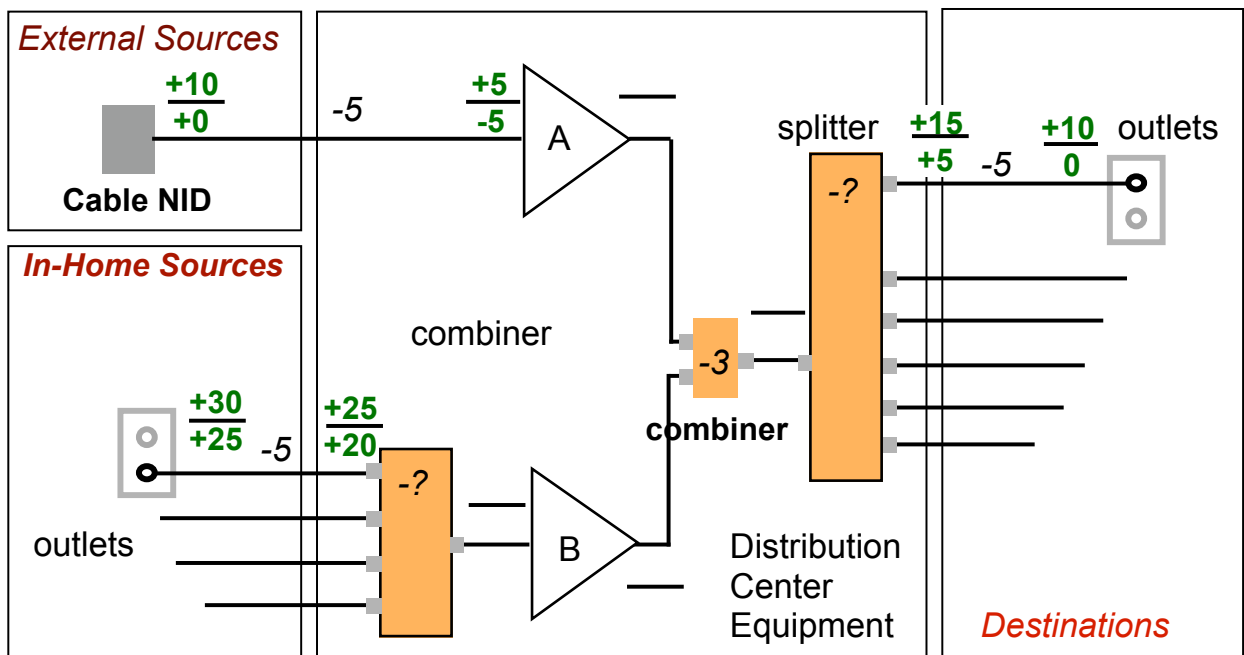 External Sources
+10
+0
-5
+5
-5
A
Cable NID
splitter
+15
+5
-5
+10
0
outlets
-?
In-Home Sources
combiner
-3
combiner
+30
+25
-5
+25
+20
-?
outlets
B
Distribution
Center
Equipment
Destinations